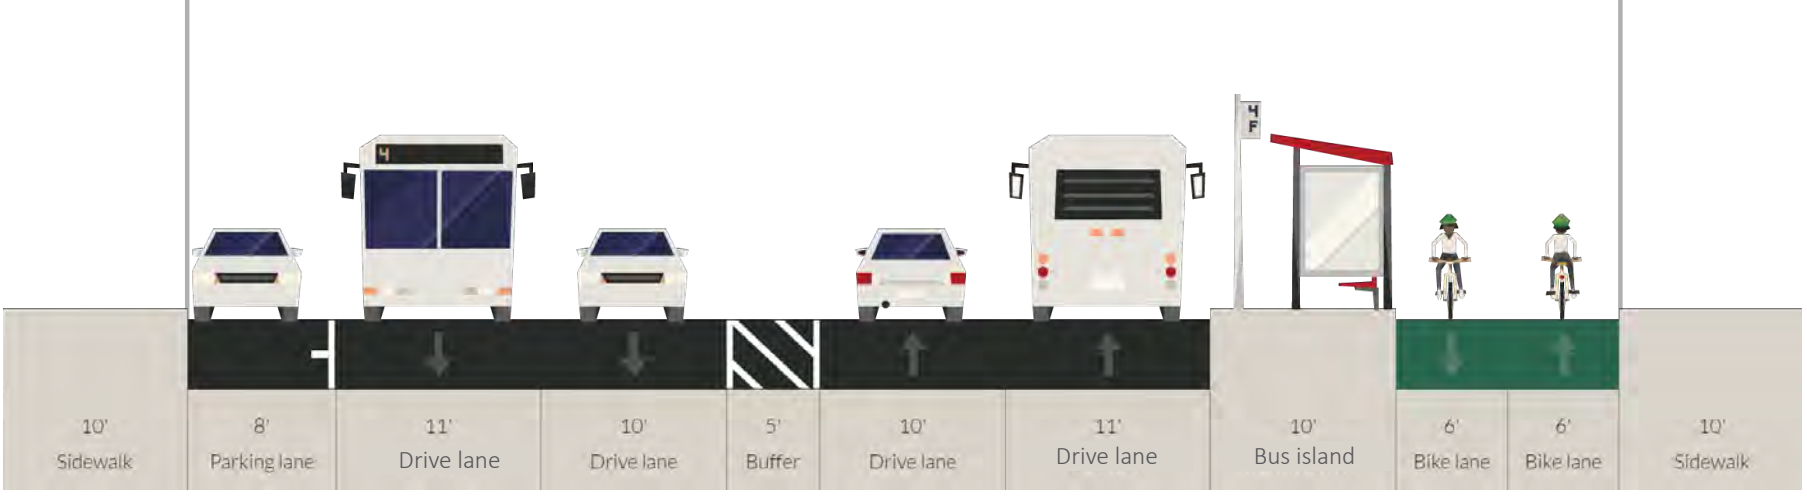 4
4
F
10' 8' 11' 10' 5' 10' 11' 10' 6' 6' 10'
Sidewalk Parking lane Drive lane Drive lane Buffer Drive lane Drive lane Bus island Bike lane Bike lane Sidewalk